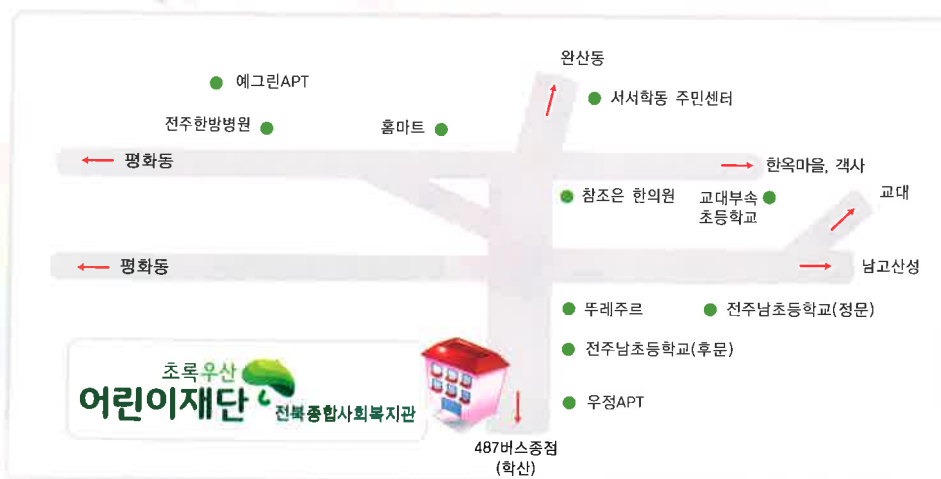 완산동
예그린APT
서서학동 주민센터
전주한방병원
홈마트
평화동
한옥마을, 객사
참조은 한의원
교대부속
초등학교
교대
평화동
남고산성
뚜레주르
전주남초등학교(정문)
전주남초등학교(후문)
초록우산
어린이재단
전북종합사회복지관
우정APT
487버스종점
(학산)